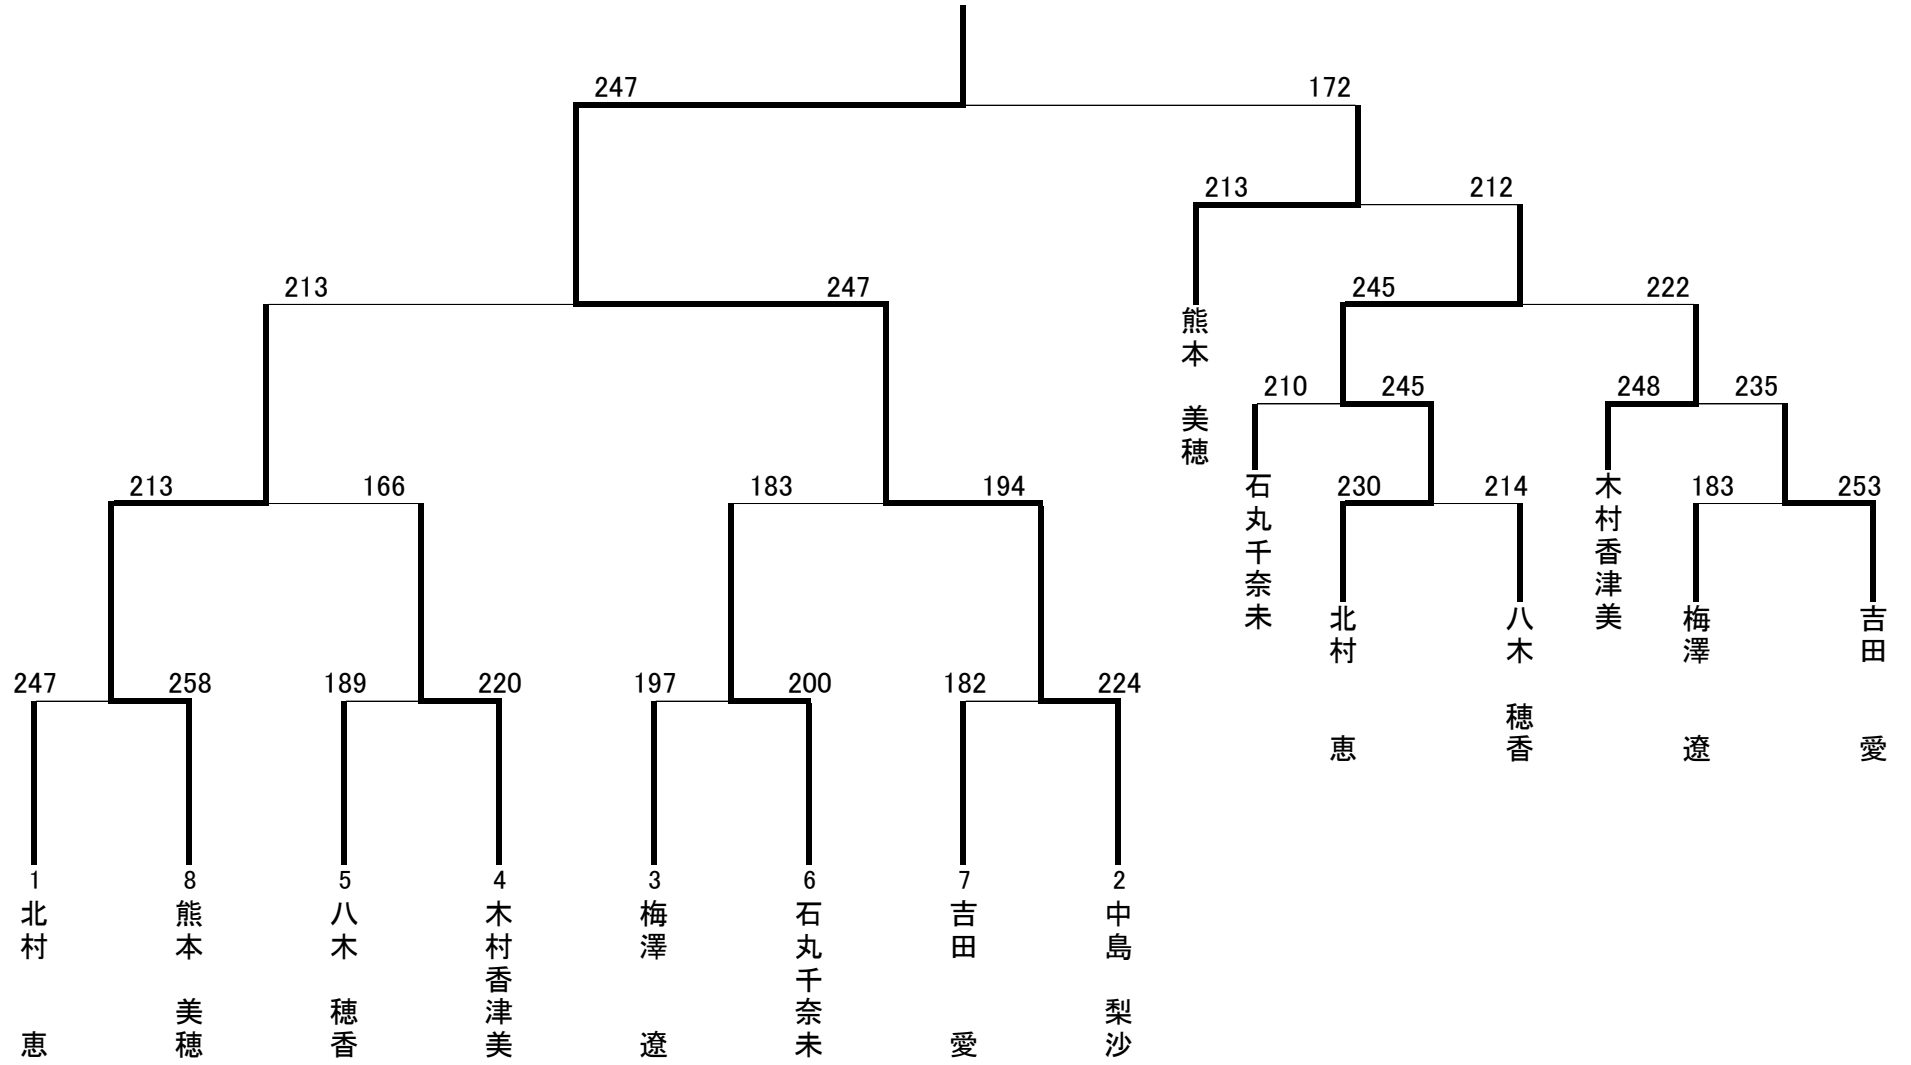 247 172
213 212
213 247 245 222
熊本 美穂
210 245 248 235
213 166 183 194 230 214 183 253
石丸千奈未
木村香津美
北村 恵
八木 穂香
梅澤 遼
吉田 愛
247 258 189 220 197 200 182 224
1 8 5 4 3 6 7 2
北村 恵
熊本 美穂
八木 穂香
木村香津美
梅澤 遼
石丸千奈未
吉田 愛
中島 梨沙